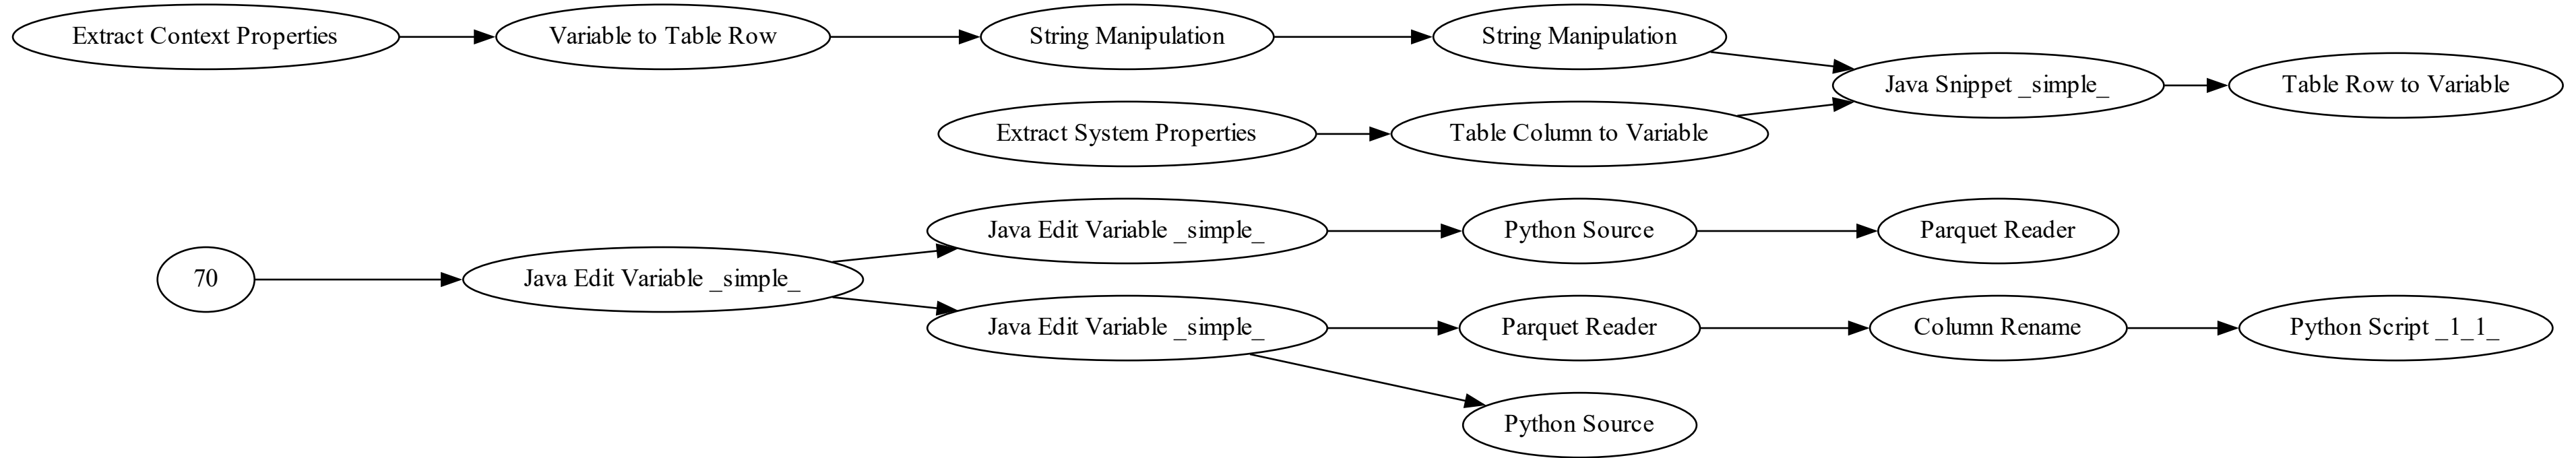 Extract Context Properties
Variable to Table Row
String Manipulation
String Manipulation
Java Snippet _simple_
Table Row to Variable
Extract System Properties
Table Column to Variable
70
Java Edit Variable _simple_
Java Edit Variable _simple_
Python Source
Parquet Reader
Java Edit Variable _simple_
Parquet Reader
Column Rename
Python Script _1_1_
Python Source